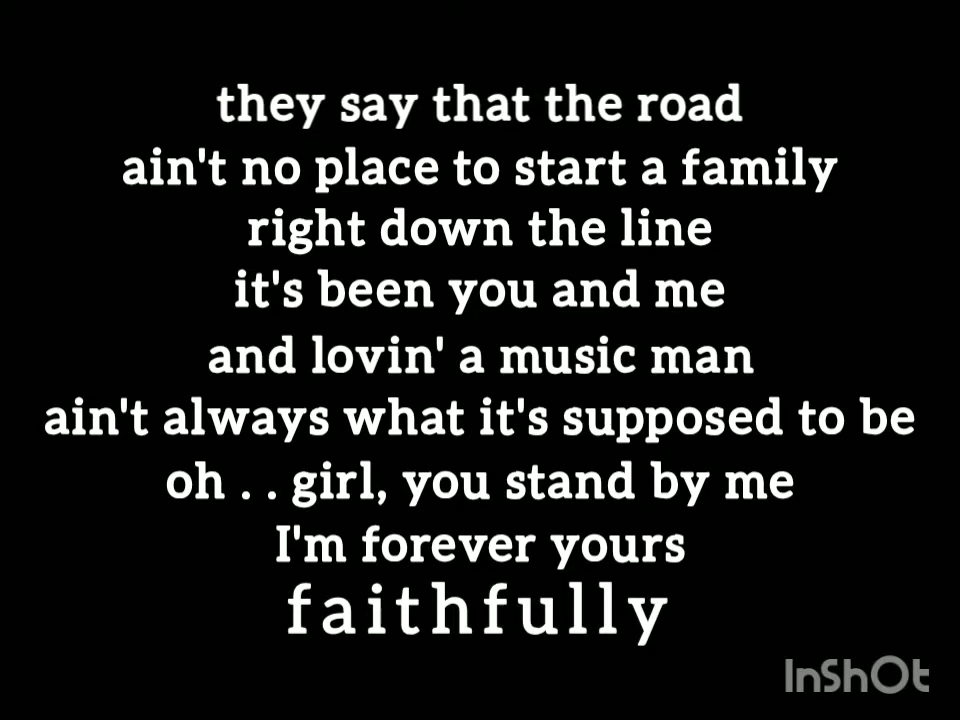 they say that the road
ain't no place to start a family
right down the line
it's been you and me
and lovin' a music man
ain't always what it's supposed to be
oh . . girl, you stand by me
I'm forever yours
faithfully
InShOt